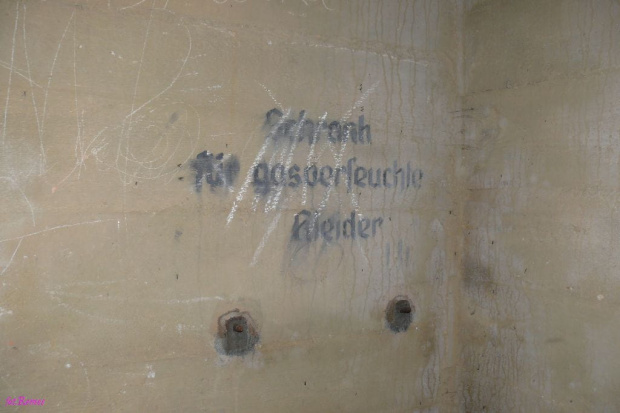 Schrank
für gasverseuchte
Kleider